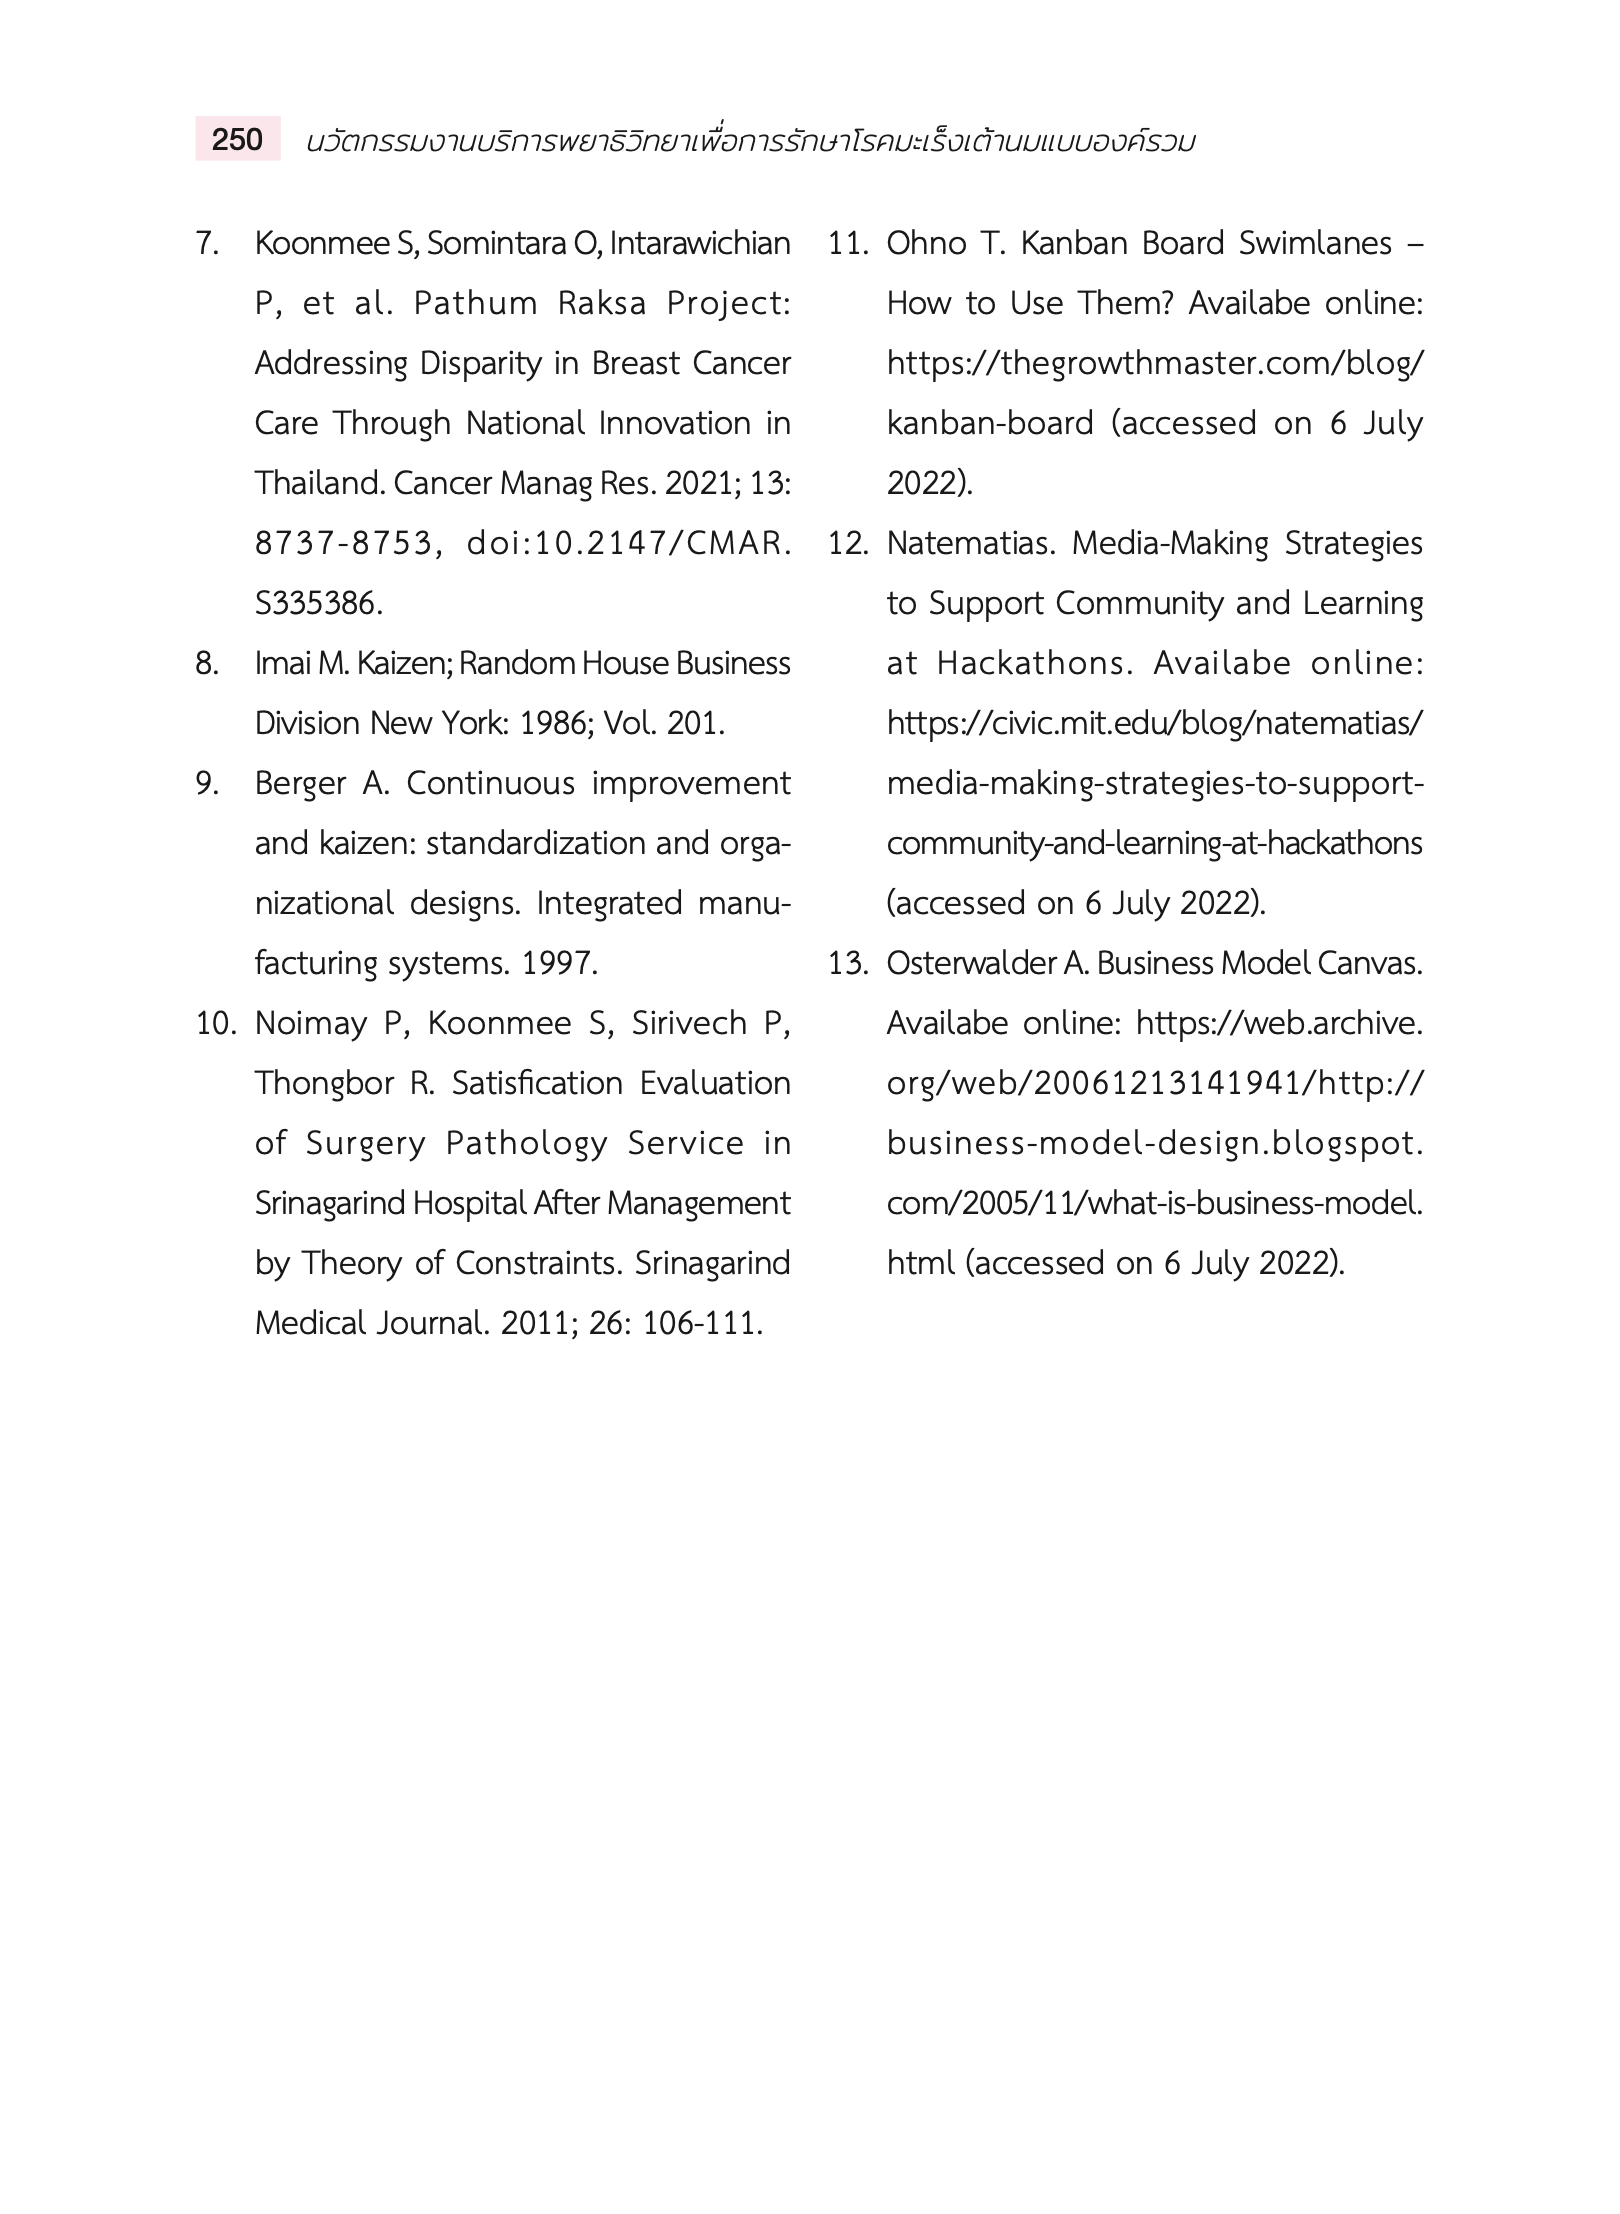 250 นวัตกรรมงานบริการพยาธิวิทยาเพื่อการรักษาโรคมะเร็งเต้านมแบบองค์รวม
7. Koonmee S, Somintara O, Intarawichian
P, et al. Pathum Raksa Project:
Addressing Disparity in Breast Cancer
Care Through National Innovation in
Thailand. Cancer Manag Res. 2021; 13:
8737-8753, doi:10.2147/CMAR.
S335386.
8. Imai M. Kaizen; Random House Business
Division New York: 1986; Vol. 201.
9. Berger A. Continuous improvement
and kaizen: standardization and orga-
nizational designs. Integrated manu-
facturing systems. 1997.
10. Noimay P, Koonmee S, Sirivech P,
Thongbor R. Satisfication Evaluation
of Surgery Pathology Service in
Srinagarind Hospital After Management
by Theory of Constraints. Srinagarind
Medical Journal. 2011; 26: 106-111.
11. Ohno T. Kanban Board Swimlanes –
How to Use Them? Availabe online:
https://thegrowthmaster.com/blog/
kanban-board (accessed on 6 July
2022).
12. Natematias. Media-Making Strategies
to Support Community and Learning
at Hackathons. Availabe online:
https://civic.mit.edu/blog/natematias/
media-making-strategies-to-support-
community-and-learning-at-hackathons
(accessed on 6 July 2022).
13. Osterwalder A. Business Model Canvas.
Availabe online: https://web.archive.
org/web/20061213141941/http://
business-model-design.blogspot.
com/2005/11/what-is-business-model.
html (accessed on 6 July 2022).